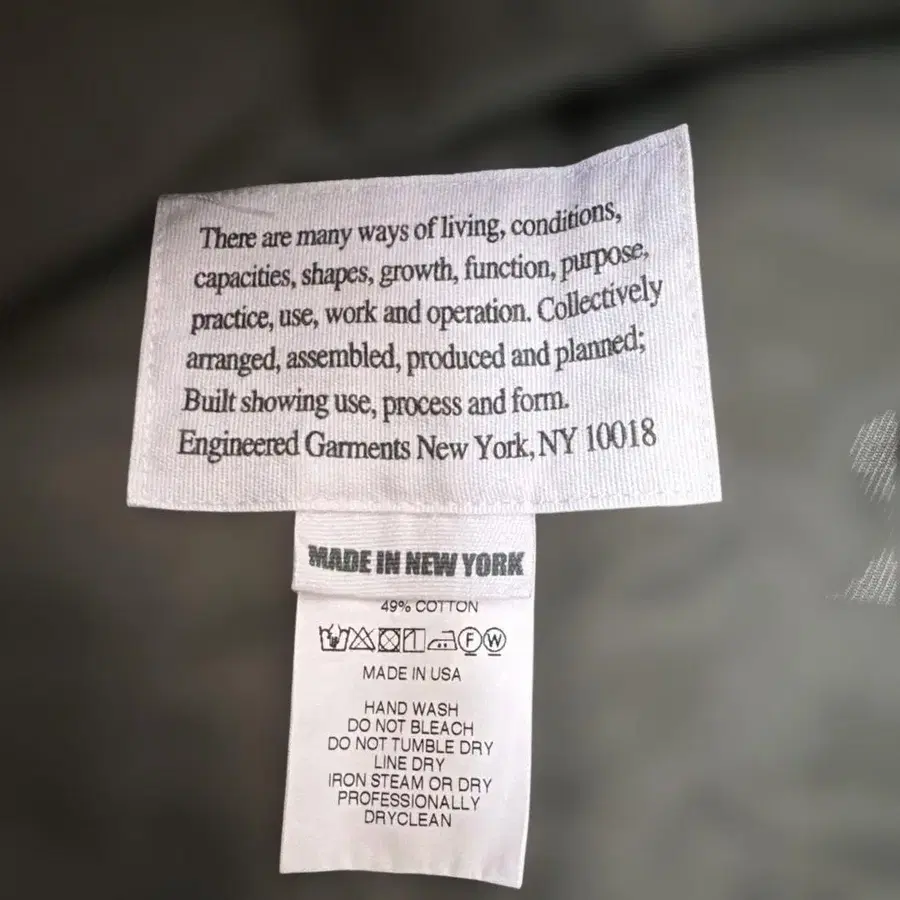 There are many ways of living, conditions,
capacities, shapes, growth, function, purpose,
practice, use, work and operation. Collectively
arranged, assembled, produced and planned;
Built showing use, process and form.
Engineered Garments New York, NY 10018
MADE IN NEW YORK
49% COTTON
F W
MADE IN USA
HAND WASH
DO NOT BLEACH
DO NOT TUMBLE DRY
LINE DRY
IRON STEAM OR DRY
PROFESSIONALLY
DRYCLEAN